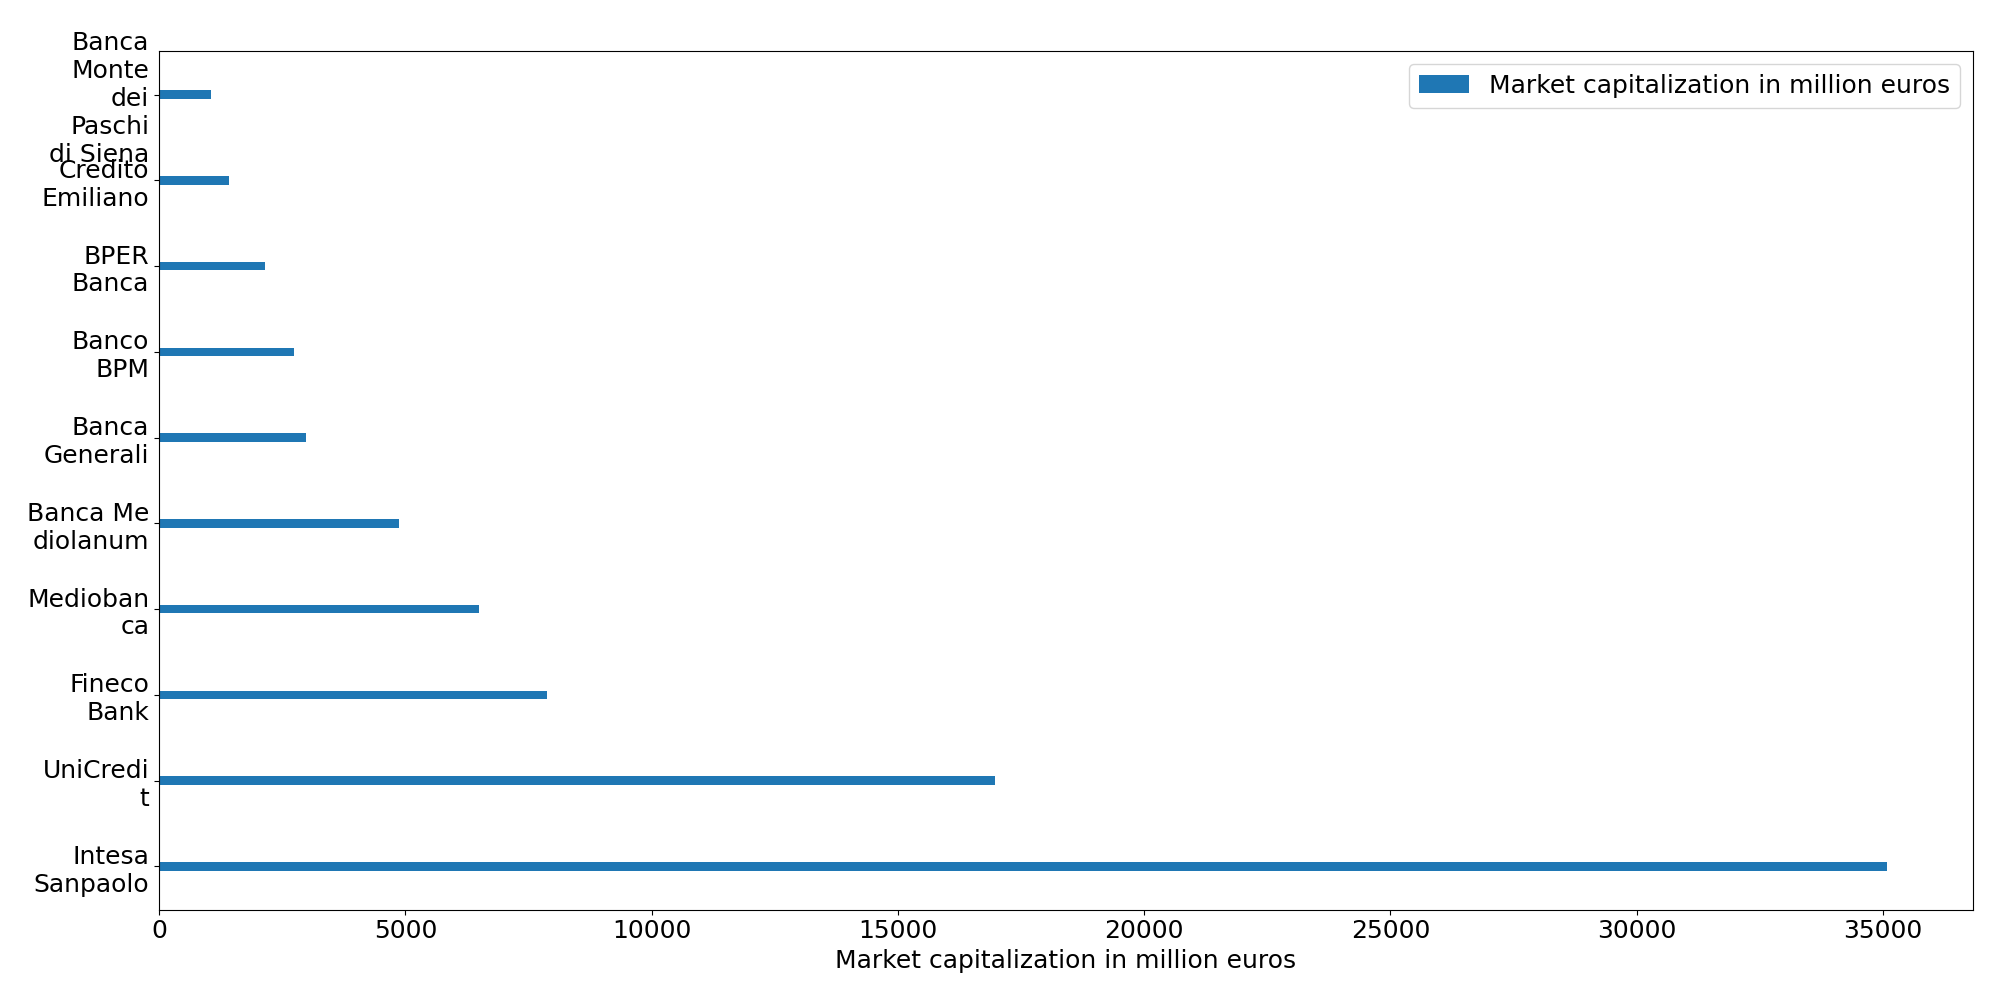 Banca
Monte
dei
Paschi
di Siena
Credito
Emiliano
BPER
Banca
Banco
BPM
Banca
Generali
Banca Me
diolanum
Medioban
ca
Fineco
Bank
UniCredi
t
Intesa
Sanpaolo
Market capitalization in million euros
0 5000 10000 15000 20000 25000 30000 35000
Market capitalization in million euros